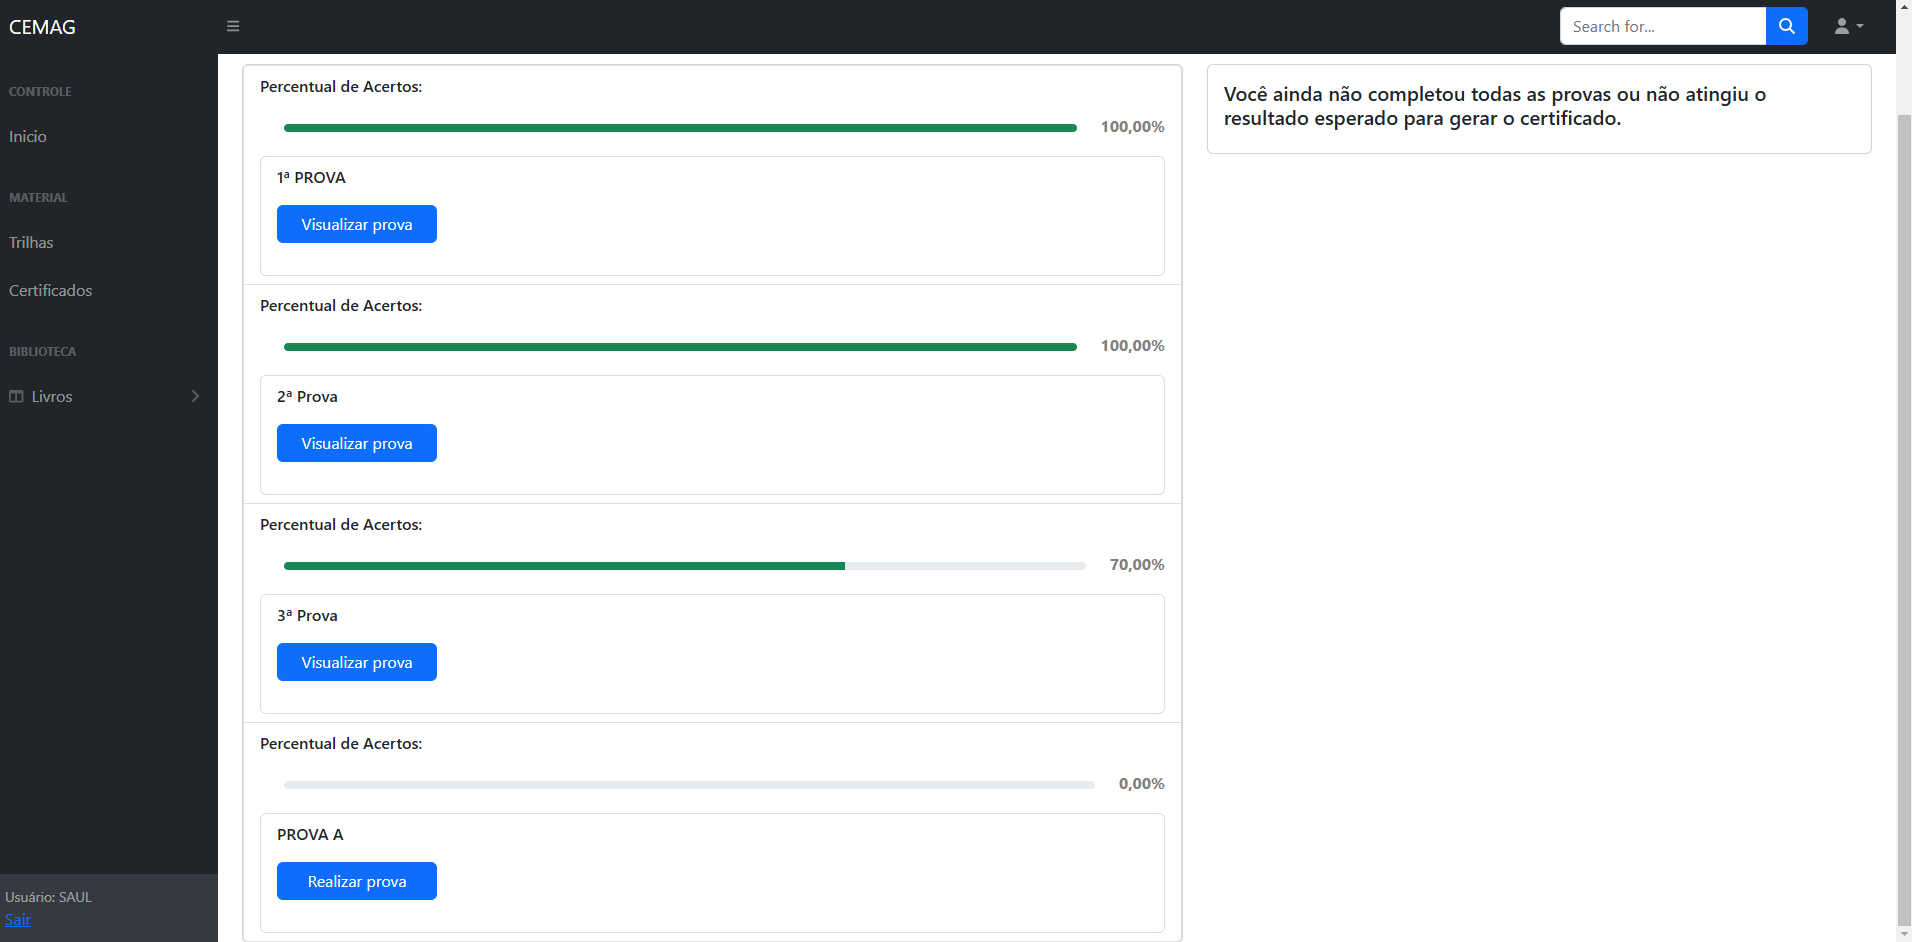 CEMAG
Search for...
CONTROLE
Inicio
MATERIAL
Trilhas
Certificados
BIBLIOTECA
Livros
Usuário: SAUL
Sair
Percentual de Acertos:
100,00%
1ª PROVA
Visualizar prova
Percentual de Acertos:
100,00%
2ª Prova
Visualizar prova
Percentual de Acertos:
70,00%
3ª Prova
Visualizar prova
Percentual de Acertos:
0,00%
PROVA A
Realizar prova
Você ainda não completou todas as provas ou não atingiu o
resultado esperado para gerar o certificado.